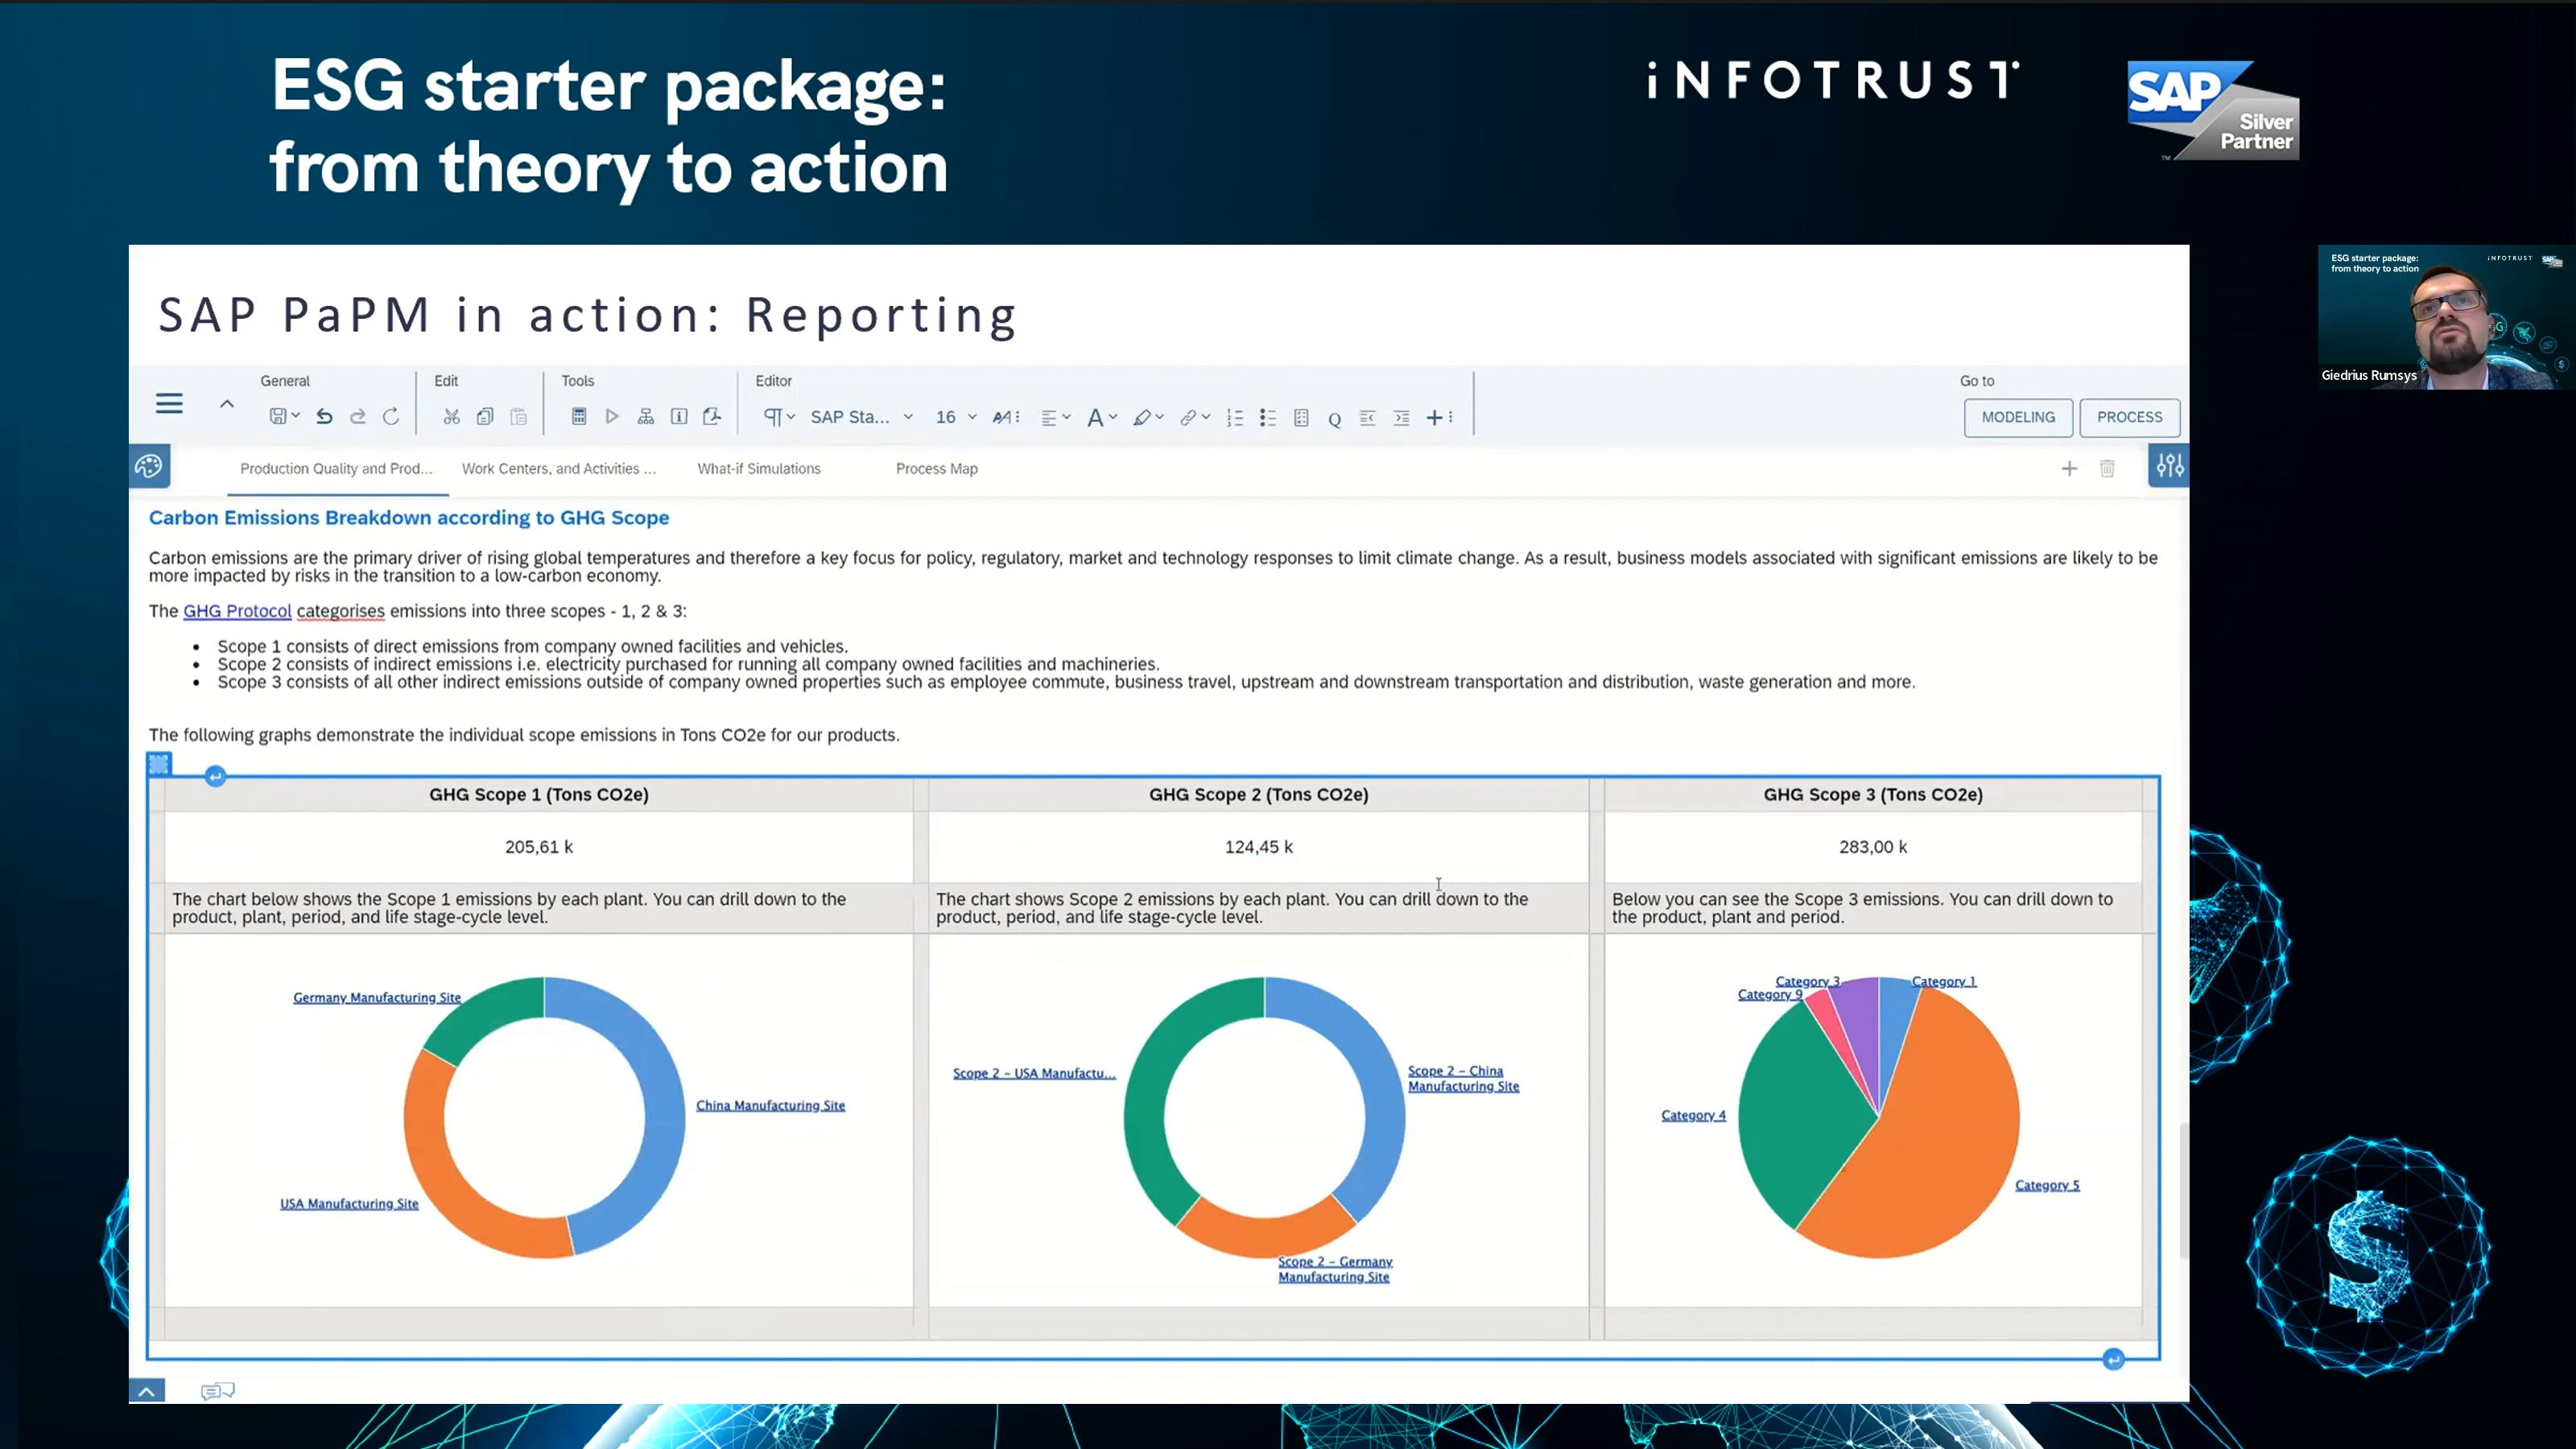 ESG starter package:
from theory to action
iNFOTRUST
SAP
Silver
Partner
TM
SAP PaPM in action: Reporting
ESG starter package:
from theory to action
iNFOTRUST
SAP
Giedrius Rumsys
General
Edit
Tools
Editor
Go to
SAP Sta...
16
MODELING
PROCESS
Production Quality and Prod...
Work Centers, and Activities ...
What-if Simulations
Process Map
Carbon Emissions Breakdown according to GHG Scope
Carbon emissions are the primary driver of rising global temperatures and therefore a key focus for policy, regulatory, market and technology responses to limit climate change. As a result, business models associated with significant emissions are likely to be
more impacted by risks in the transition to a low-carbon economy.
The GHG Protocol categorises emissions into three scopes - 1, 2 & 3:
• Scope 1 consists of direct emissions from company owned facilities and vehicles.
• Scope 2 consists of indirect emissions i.e. electricity purchased for running all company owned facilities and machineries.
• Scope 3 consists of all other indirect emissions outside of company owned properties such as employee commute, business travel, upstream and downstream transportation and distribution, waste generation and more.
The following graphs demonstrate the individual scope emissions in Tons CO2e for our products.
GHG Scope 1 (Tons CO2e)
205,61 k
The chart below shows the Scope 1 emissions by each plant. You can drill down to the
product, plant, period, and life stage-cycle level.
Germany Manufacturing Site
China Manufacturing Site
USA Manufacturing Site
GHG Scope 2 (Tons CO2e)
124,45 k
The chart shows Scope 2 emissions by each plant. You can drill down to the
product, period, and life stage-cycle level.
Scope 2 – USA Manufactu...
Scope 2 – China
Manufacturing Site
Scope 2 – Germany
Manufacturing Site
GHG Scope 3 (Tons CO2e)
283,00 k
Below you can see the Scope 3 emissions. You can drill down to
the product, plant and period.
Category 3
Category 1
Category 9
Category 4
Category 5